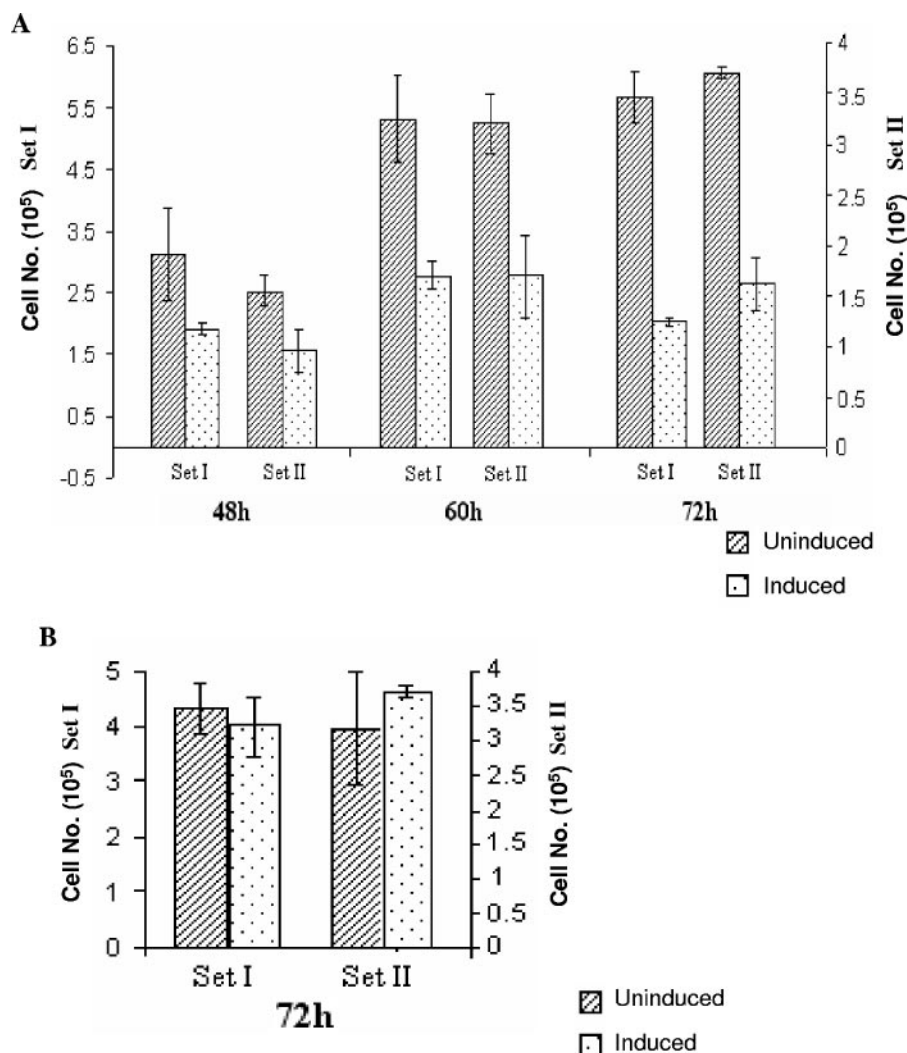 A
6.5
5.5
4.5
3.5
2.5
1.5
0.5
-0.5
Cell No. (10⁵) Set I
4
3.5
3
2.5
2
1.5
1
0.5
0
Cell No. (10⁵) Set II
Set I Set II Set I Set II Set I Set II
48h 60h 72h
Uninduced
Induced
B
5
4
3
2
1
0
Cell No. (10⁵) Set I
4
3.5
3
2.5
2
1.5
1
0.5
0
Cell No. (10⁵) Set II
Set I Set II
72h
Uninduced
Induced